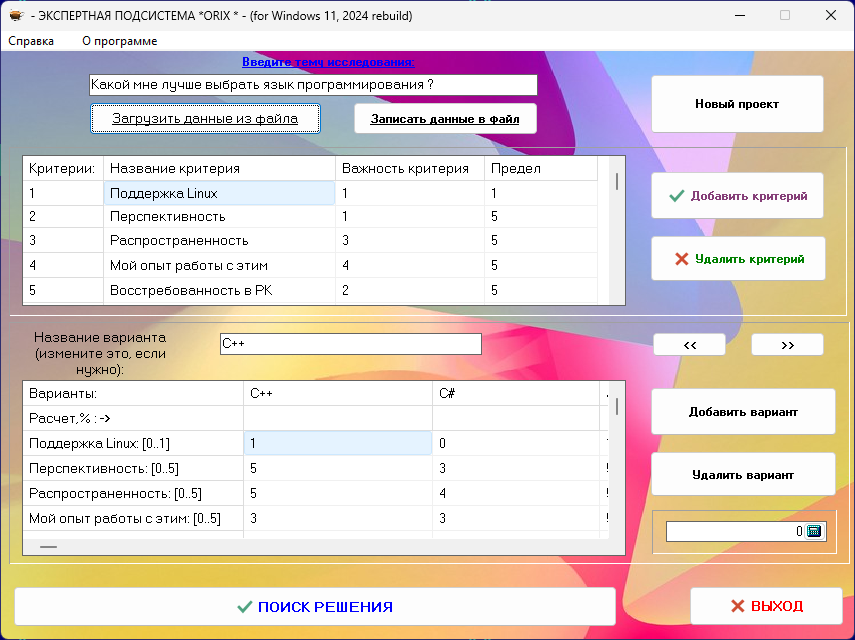 - ЭКСПЕРТНАЯ ПОДСИСТЕМА *ORIX * - (for Windows 11, 2024 rebuild)
Справка О программе
Введите тему исследования:
Какой мне лучше выбрать язык программирования ?
Новый проект
Загрузить данные из файла Записать данные в файл
Критерии: Название критерия Важность критерия Предел
1 Поддержка Linux 1 1
2 Перспективность 1 5
3 Распространенность 3 5
4 Мой опыт работы с этим 4 5
5 Восстребованность в РК 2 5
Добавить критерий
Удалить критерий
Название варианта
(измените это, если
нужно):
C++
<< >>
Варианты: C++ C#
Расчет,% : ->
Поддержка Linux: [0..1] 1 0
Перспективность: [0..5] 5 3
Распространенность: [0..5] 5 4
Мой опыт работы с этим: [0..5] 3 3
Добавить вариант
Удалить вариант
0
ПОИСК РЕШЕНИЯ
ВЫХОД